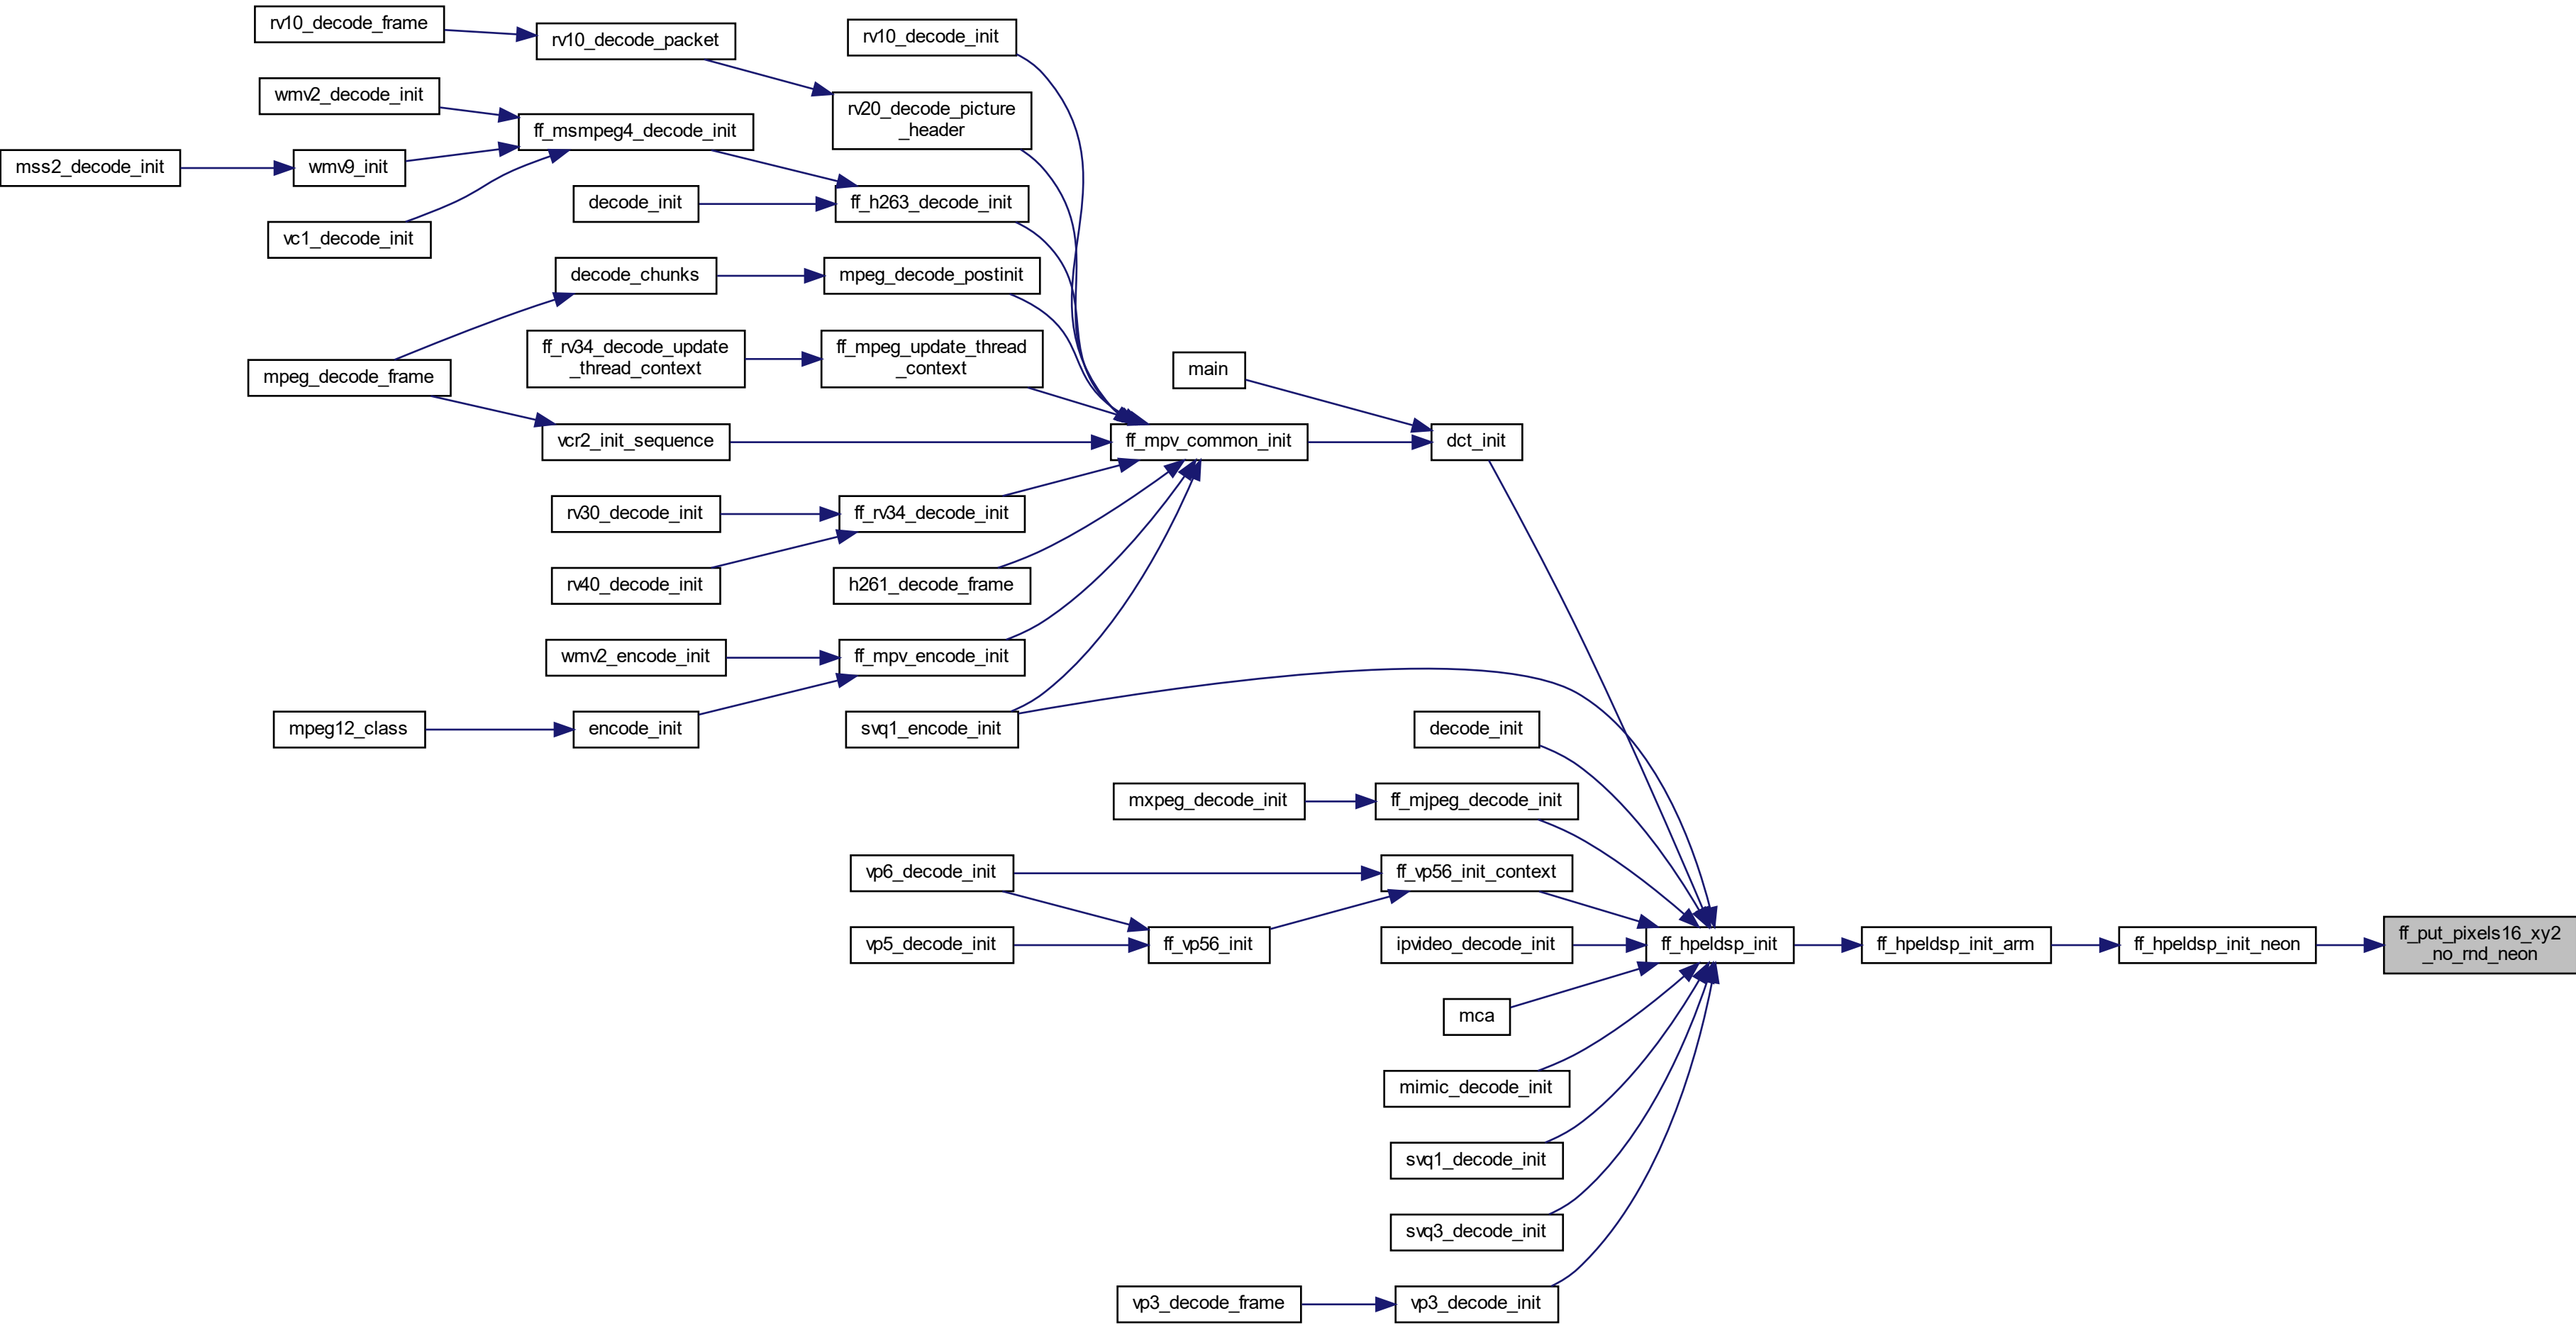 rv10_decode_frame
rv10_decode_packet
rv10_decode_init
wmv2_decode_init
rv20_decode_picture
_header
ff_msmpeg4_decode_init
mss2_decode_init
wmv9_init
decode_init
ff_h263_decode_init
vc1_decode_init
decode_chunks
mpeg_decode_postinit
ff_rv34_decode_update
_thread_context
ff_mpeg_update_thread
_context
main
mpeg_decode_frame
vcr2_init_sequence
ff_mpv_common_init
dct_init
rv30_decode_init
ff_rv34_decode_init
rv40_decode_init
h261_decode_frame
wmv2_encode_init
ff_mpv_encode_init
mpeg12_class
encode_init
svq1_encode_init
decode_init
mxpeg_decode_init
ff_mjpeg_decode_init
vp6_decode_init
ff_vp56_init_context
vp5_decode_init
ff_vp56_init
ipvideo_decode_init
ff_hpeldsp_init
ff_hpeldsp_init_arm
ff_hpeldsp_init_neon
ff_put_pixels16_xy2
_no_rnd_neon
mca
mimic_decode_init
svq1_decode_init
svq3_decode_init
vp3_decode_frame
vp3_decode_init